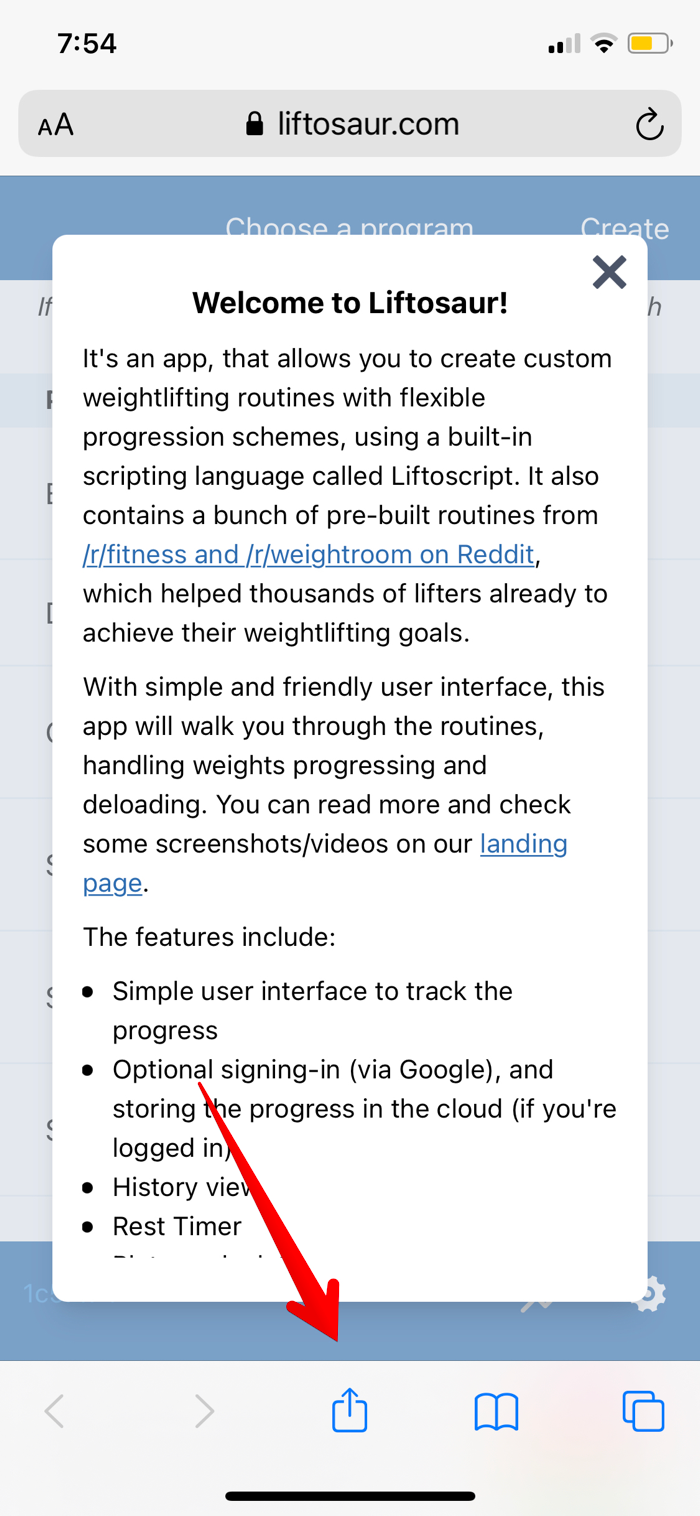 7:54
AA liftosaur.com
Choose a program Create
If h
Welcome to Liftosaur!
It's an app, that allows you to create custom
weightlifting routines with flexible
progression schemes, using a built-in
scripting language called Liftoscript. It also
contains a bunch of pre-built routines from
/r/fitness and /r/weightroom on Reddit,
which helped thousands of lifters already to
achieve their weightlifting goals.
With simple and friendly user interface, this
app will walk you through the routines,
handling weights progressing and
deloading. You can read more and check
some screenshots/videos on our landing
page.
The features include:
• Simple user interface to track the
progress
• Optional signing-in (via Google), and
storing the progress in the cloud (if you're
logged in)
• History view
• Rest Timer